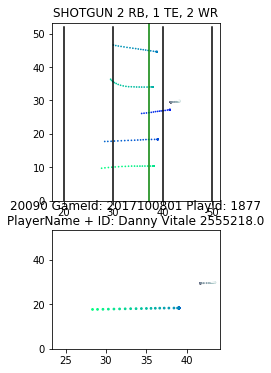 SHOTGUN 2 RB, 1 TE, 2 WR
50
40
30
20
10
0
20 30 40 50
20090 GameId: 2017100801 PlayId: 1877
PlayerName + ID: Danny Vitale 2555218.0
40
20
0
25 30 35 40